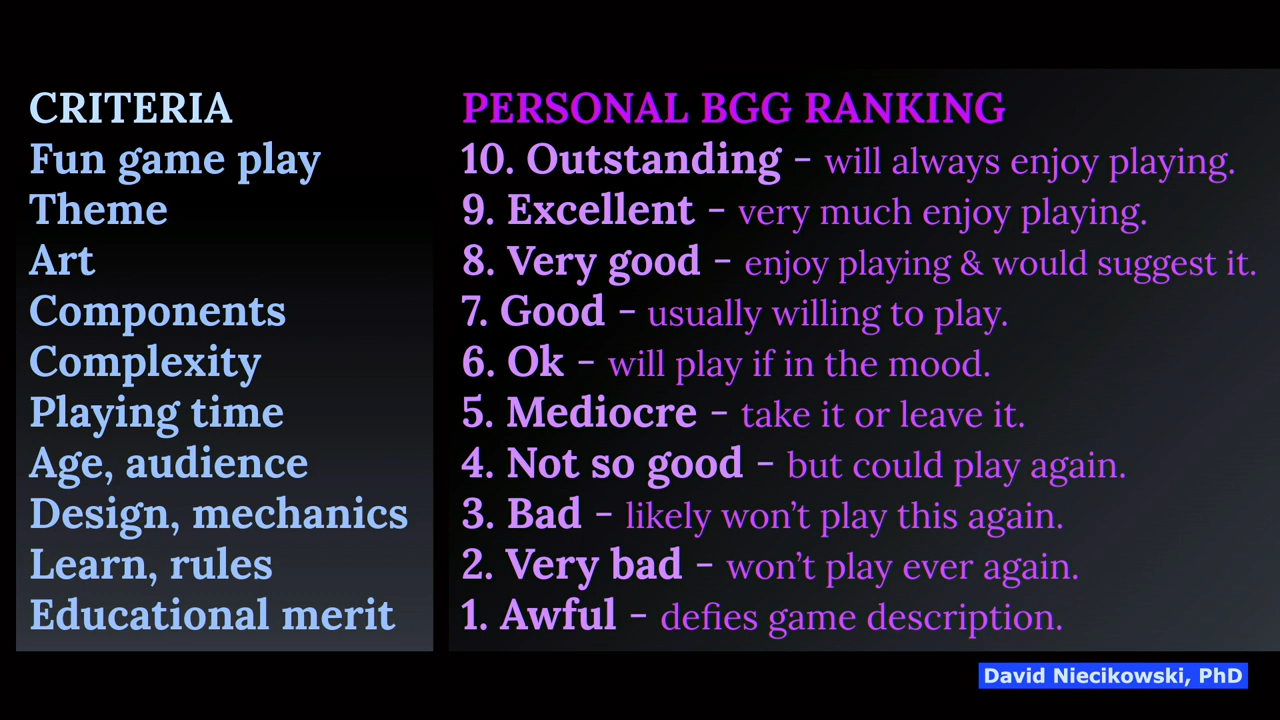 CRITERIA
Fun game play
Theme
Art
Components
Complexity
Playing time
Age, audience
Design, mechanics
Learn, rules
Educational merit
PERSONAL BGG RANKING
10. Outstanding – will always enjoy playing.
9. Excellent – very much enjoy playing.
8. Very good – enjoy playing & would suggest it.
7. Good – usually willing to play.
6. Ok – will play if in the mood.
5. Mediocre – take it or leave it.
4. Not so good – but could play again.
3. Bad – likely won’t play this again.
2. Very bad – won’t play ever again.
1. Awful – defies game description.
David Niecikowski, PhD